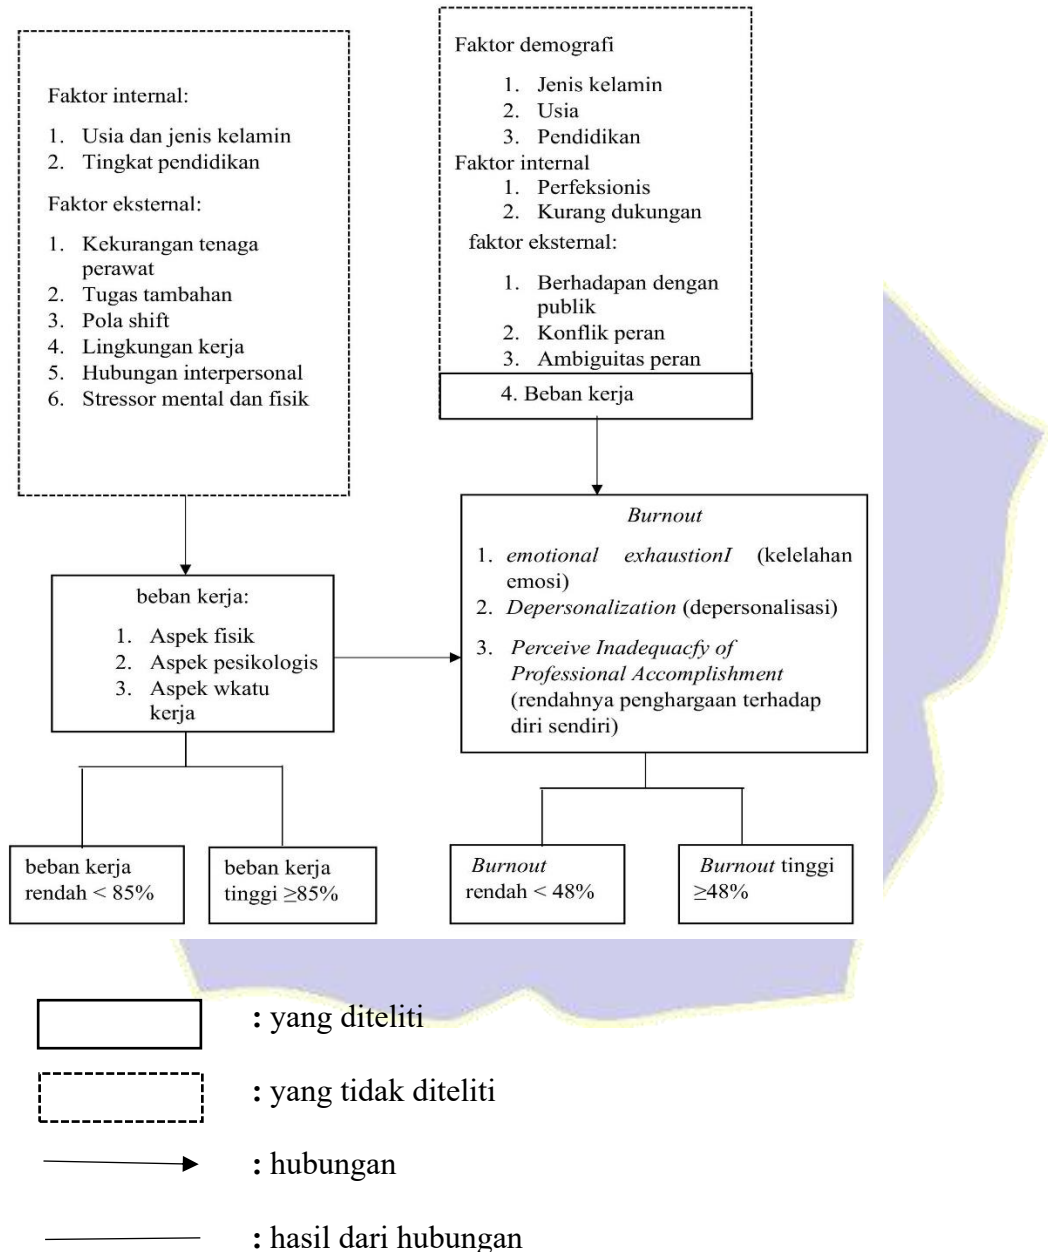 Faktor internal:
1. Usia dan jenis kelamin
2. Tingkat pendidikan
Faktor eksternal:
1. Kekurangan tenaga
perawat
2. Tugas tambahan
3. Pola shift
4. Lingkungan kerja
5. Hubungan interpersonal
6. Stressor mental dan fisik
Faktor demografi
1. Jenis kelamin
2. Usia
3. Pendidikan
Faktor internal
1. Perfeksionis
2. Kurang dukungan
faktor eksternal:
1. Berhadapan dengan
publik
2. Konflik peran
3. Ambiguitas peran
4. Beban kerja
beban kerja:
1. Aspek fisik
2. Aspek pesikologis
3. Aspek wkatu
kerja
Burnout
1. emotional exhaustionI (kelelahan
emosi)
2. Depersonalization (depersonalisasi)
3. Perceive Inadequacfy of
Professional Accomplishment
(rendahnya penghargaan terhadap
diri sendiri)
beban kerja
rendah < 85%
beban kerja
tinggi ≥85%
Burnout
rendah < 48%
Burnout tinggi
≥48%
: yang diteliti
: yang tidak diteliti
: hubungan
: hasil dari hubungan